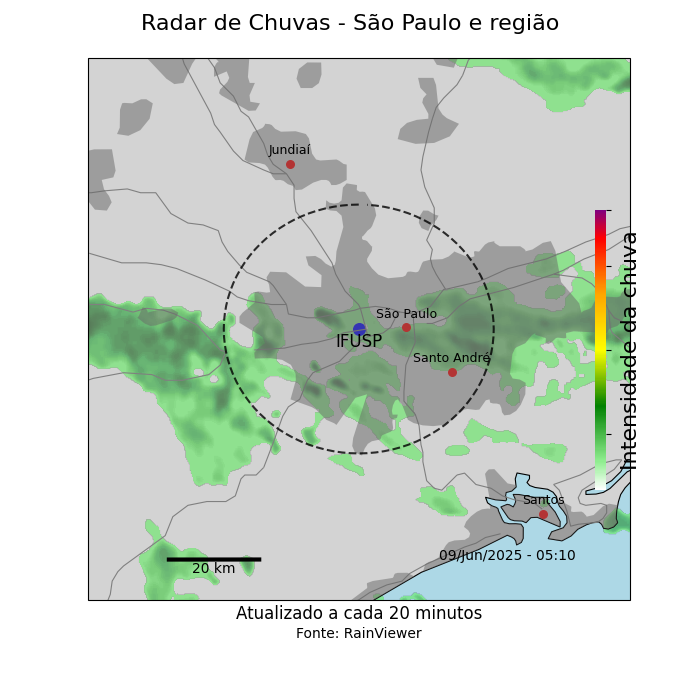 Radar de Chuvas - São Paulo e região
Jundiaí
São Paulo
IFUSP
Santo André
Intensidade da chuva
Santos
09/Jun/2025 - 05:10
20 km
Atualizado a cada 20 minutos
Fonte: RainViewer